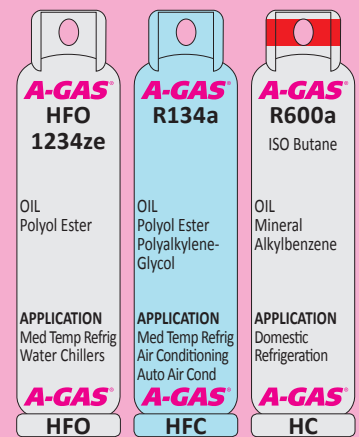 A-GAS®
HFO
1234ze
OIL
Polyol Ester
APPLICATION
Med Temp Refrig
Water Chillers
A-GAS®
HFO
A-GAS®
R134a
OIL
Polyol Ester
Polyalkylene-
Glycol
APPLICATION
Med Temp Refrig
Air Conditioning
Auto Air Cond
A-GAS®
HFC
A-GAS®
R600a
ISO Butane
OIL
Mineral
Alkylbenzene
APPLICATION
Domestic
Refrigeration
A-GAS®
HC